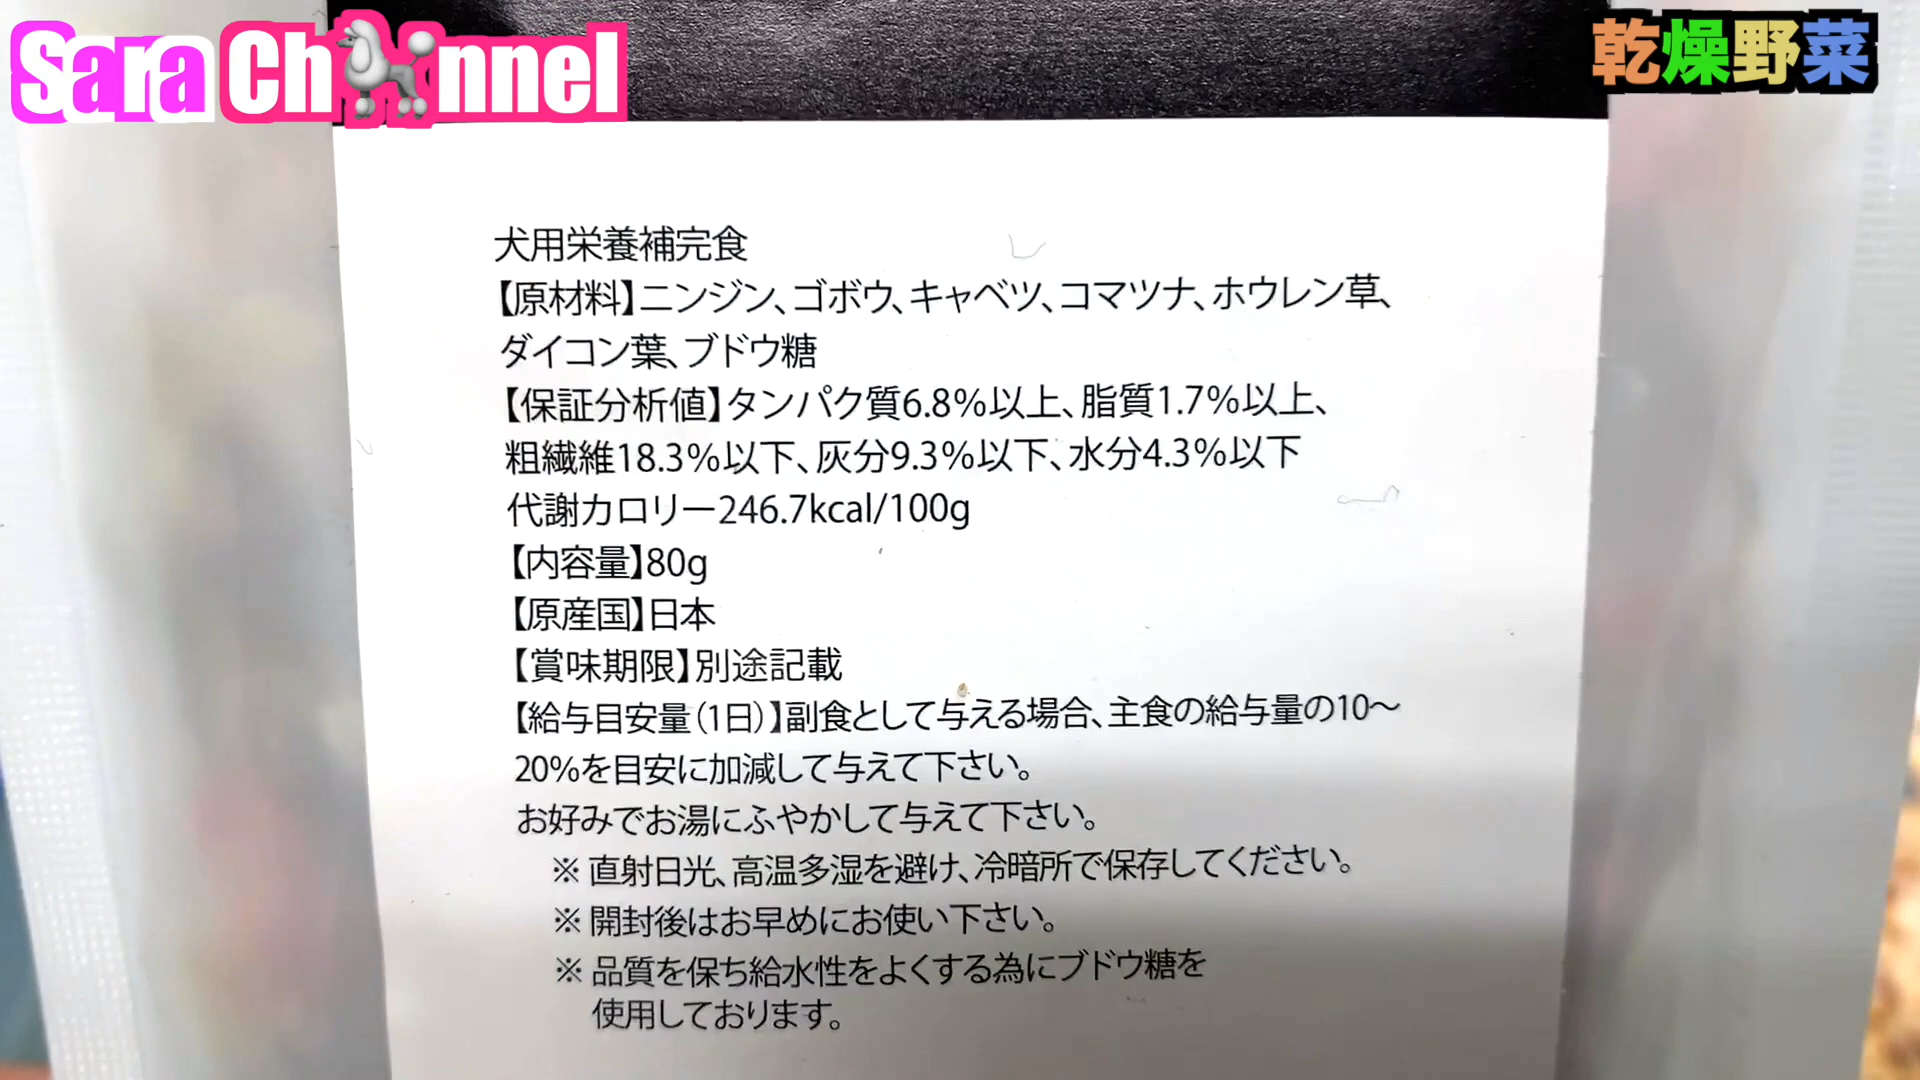 Sara Channel
乾燥野菜
犬用栄養補完食
【原材料】ニンジン、ゴボウ、キャベツ、コマツナ、ホウレン草、
ダイコン葉、ブドウ糖
【保証分析値】タンパク質6.8%以上、脂質1.7%以上、
粗繊維18.3%以下、灰分9.3%以下、水分4.3%以下
代謝カロリー246.7kcal/100g
【内容量】80g
【原産国】日本
【賞味期限】別途記載
【給与目安量(1日)】副食として与える場合、主食の給与量の10〜
20%を目安に加減して与えて下さい。
お好みでお湯にふやかして与えて下さい。
※ 直射日光、高温多湿を避け、冷暗所で保存してください。
※ 開封後はお早めにお使い下さい。
※ 品質を保ち給水性をよくする為にブドウ糖を
使用しております。